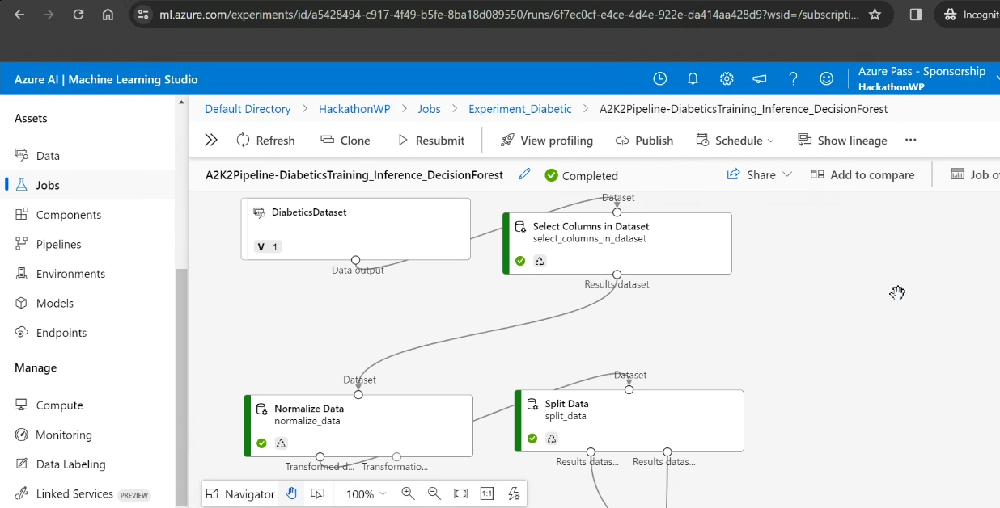 ml.azure.com/experiments/id/a5428494-c917-4f49-b5fe-8ba18d089550/runs/6f7ec0cf-e4ce-4d4e-922e-da414aa428d9?wsid=/subscripti...
Incognit
Azure AI | Machine Learning Studio
Azure Pass - Sponsorship
HackathonWP
Assets
Data
Jobs
Components
Pipelines
Environments
Models
Endpoints
Manage
Compute
Monitoring
Data Labeling
Linked Services PREVIEW
Default Directory > HackathonWP > Jobs > Experiment_Diabetic > A2K2Pipeline-DiabeticsTraining_Inference_DecisionForest
Refresh Clone Resubmit View profiling Publish Schedule Show lineage ...
A2K2Pipeline-DiabeticsTraining_Inference_DecisionForest Completed Share Add to compare Job o
DiabeticsDataset
V | 1
Data output
Dataset
Select Columns in Dataset
select_columns_in_dataset
Results dataset
Dataset
Normalize Data
normalize_data
Transformed d... Transformatio...
Dataset
Split Data
split_data
Results datas... Results datas...
Navigator 100% 1:1